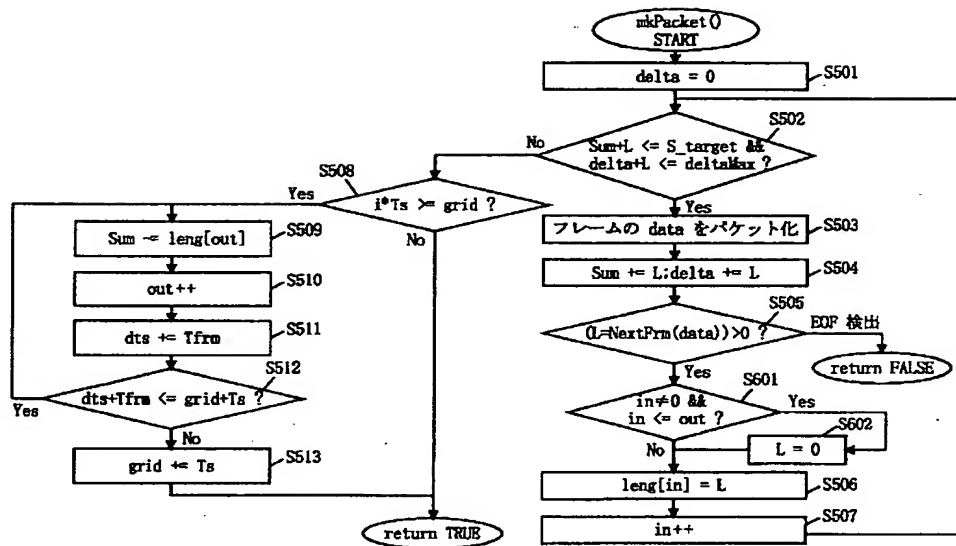 mkPacket()
START
delta = 0
S501
S502
Sum+L <= S_target &&
delta+L <= deltaMax ?
No
Yes
S508
i*Ts >= grid ?
Yes
No
フレームの data をパケット化
S503
Sum -= leng[out]
S509
Sum += L;delta += L
S504
out++
S510
S505
(L=NextFrm(data))>0 ?
EOF 検出
return FALSE
Yes
dts += Tfrm
S511
S512
dts+Tfrm <= grid+Ts ?
Yes
No
S601
in≠0 &&
in <= out ?
Yes
S602
L = 0
No
grid += Ts
S513
leng[in] = L
S506
in++
S507
return TRUE